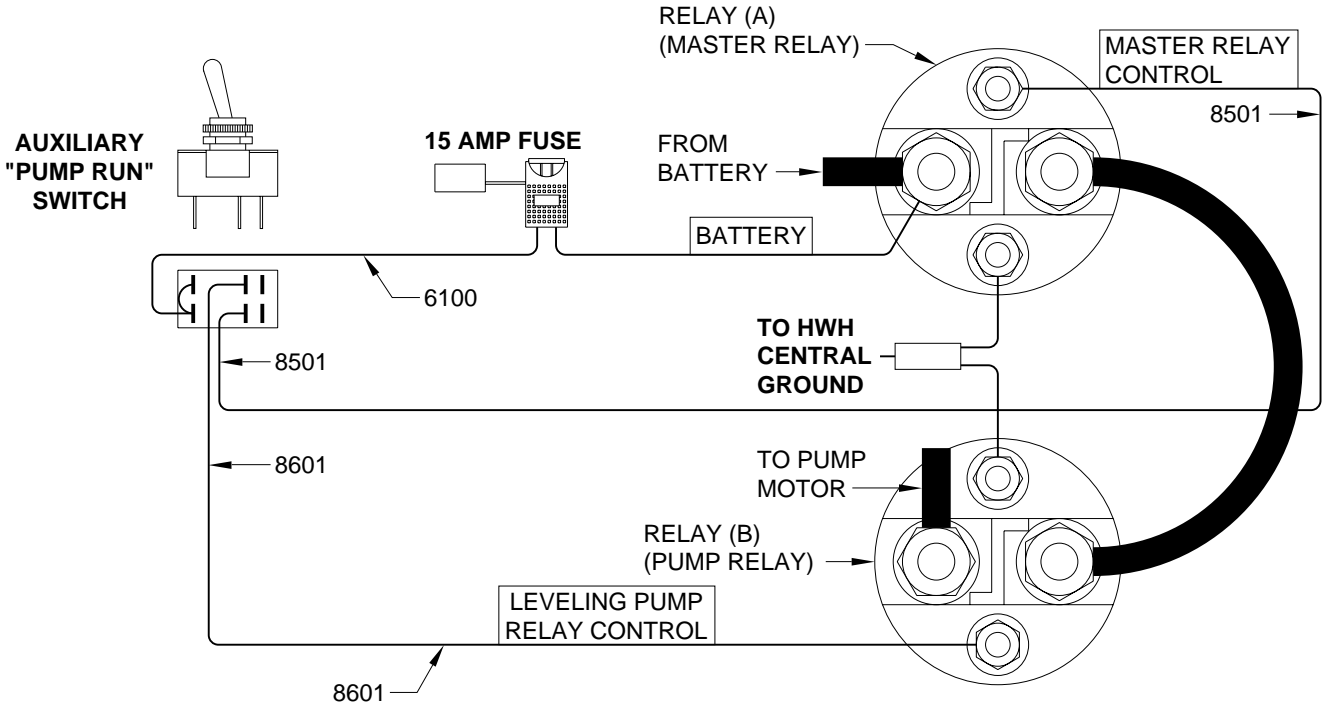 RELAY (A)
(MASTER RELAY)
MASTER RELAY
CONTROL
8501
AUXILIARY
"PUMP RUN"
SWITCH
15 AMP FUSE
FROM
BATTERY
BATTERY
6100
8501
TO HWH
CENTRAL
GROUND
8601
TO PUMP
MOTOR
RELAY (B)
(PUMP RELAY)
LEVELING PUMP
RELAY CONTROL
8601